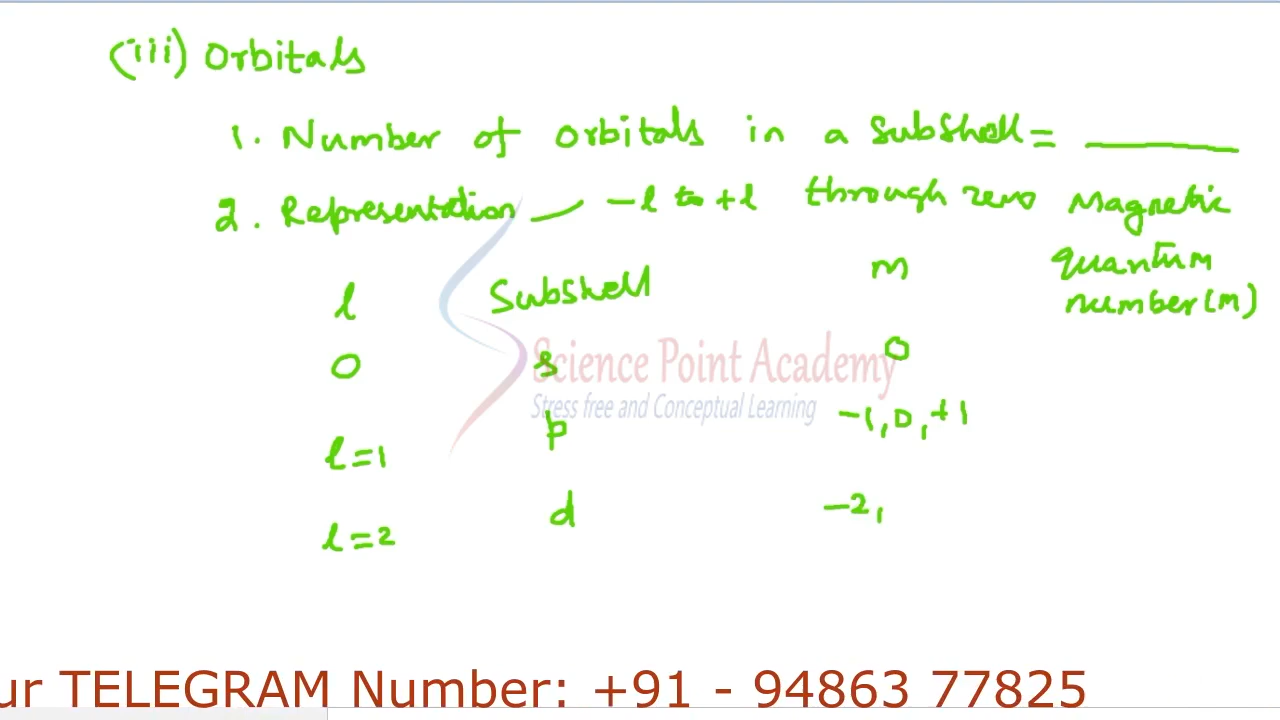 (iii) Orbitals
1. Number of orbitals in a Subshell = ______
2. Representation — -l to +l through zero Magnetic
quantum
number(m)
l Subshell m
0 s 0
Science Point Academy
Stress free and Conceptual Learning
l=1 p -1, 0, +1
l=2 d -2,
ur TELEGRAM Number: +91 - 94863 77825